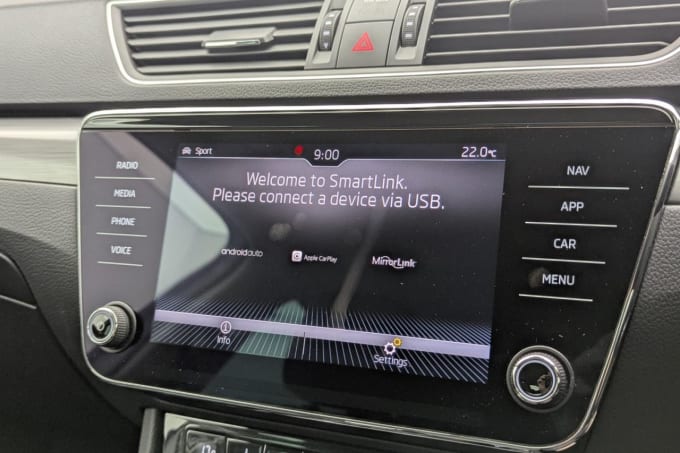 Sport 9:00 22.0°C
RADIO
MEDIA
PHONE
VOICE
Welcome to SmartLink.
Please connect a device via USB.
androidauto Apple CarPlay MirrorLink
Info Settings
NAV
APP
CAR
MENU